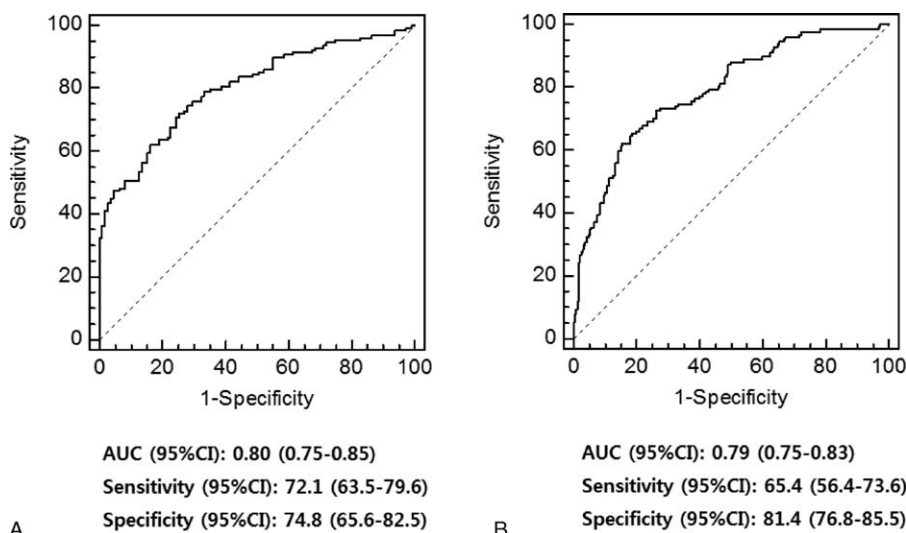 100
80
60
40
20
0
Sensitivity
0 20 40 60 80 100
1-Specificity
AUC (95%CI): 0.80 (0.75-0.85)
Sensitivity (95%CI): 72.1 (63.5-79.6)
Specificity (95%CI): 74.8 (65.6-82.5)
A
100
80
60
40
20
0
Sensitivity
0 20 40 60 80 100
1-Specificity
AUC (95%CI): 0.79 (0.75-0.83)
Sensitivity (95%CI): 65.4 (56.4-73.6)
Specificity (95%CI): 81.4 (76.8-85.5)
B